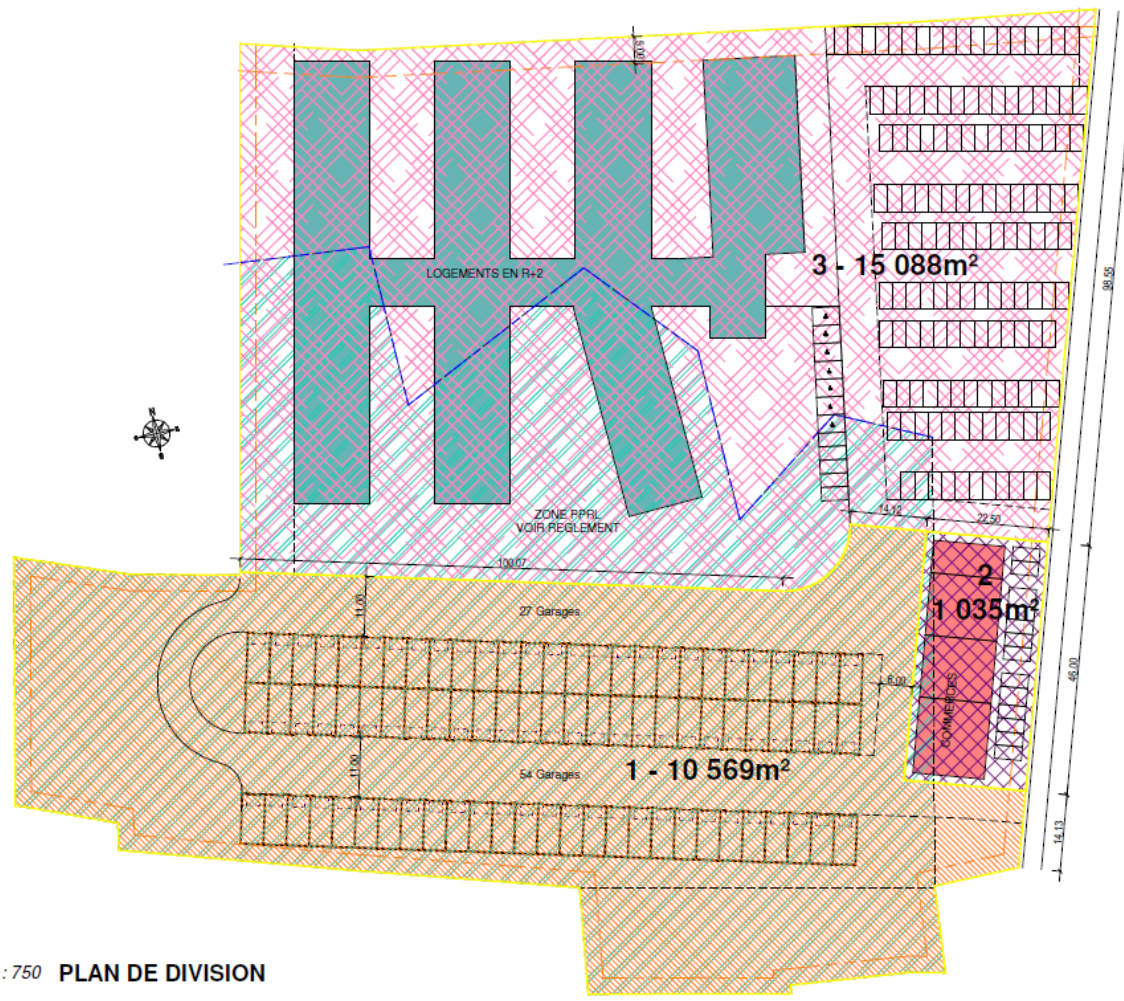 5.00
LOGEMENTS EN R+2
3 - 15 088m²
98.55
ZONE PPRL
VOIR REGLEMENT
14.12
22.50
100.07
11.00
27 Garages
2
1 035m²
6.00
COMMERCES
46.00
11.00
54 Garages
1 - 10 569m²
14.13
: 750 PLAN DE DIVISION